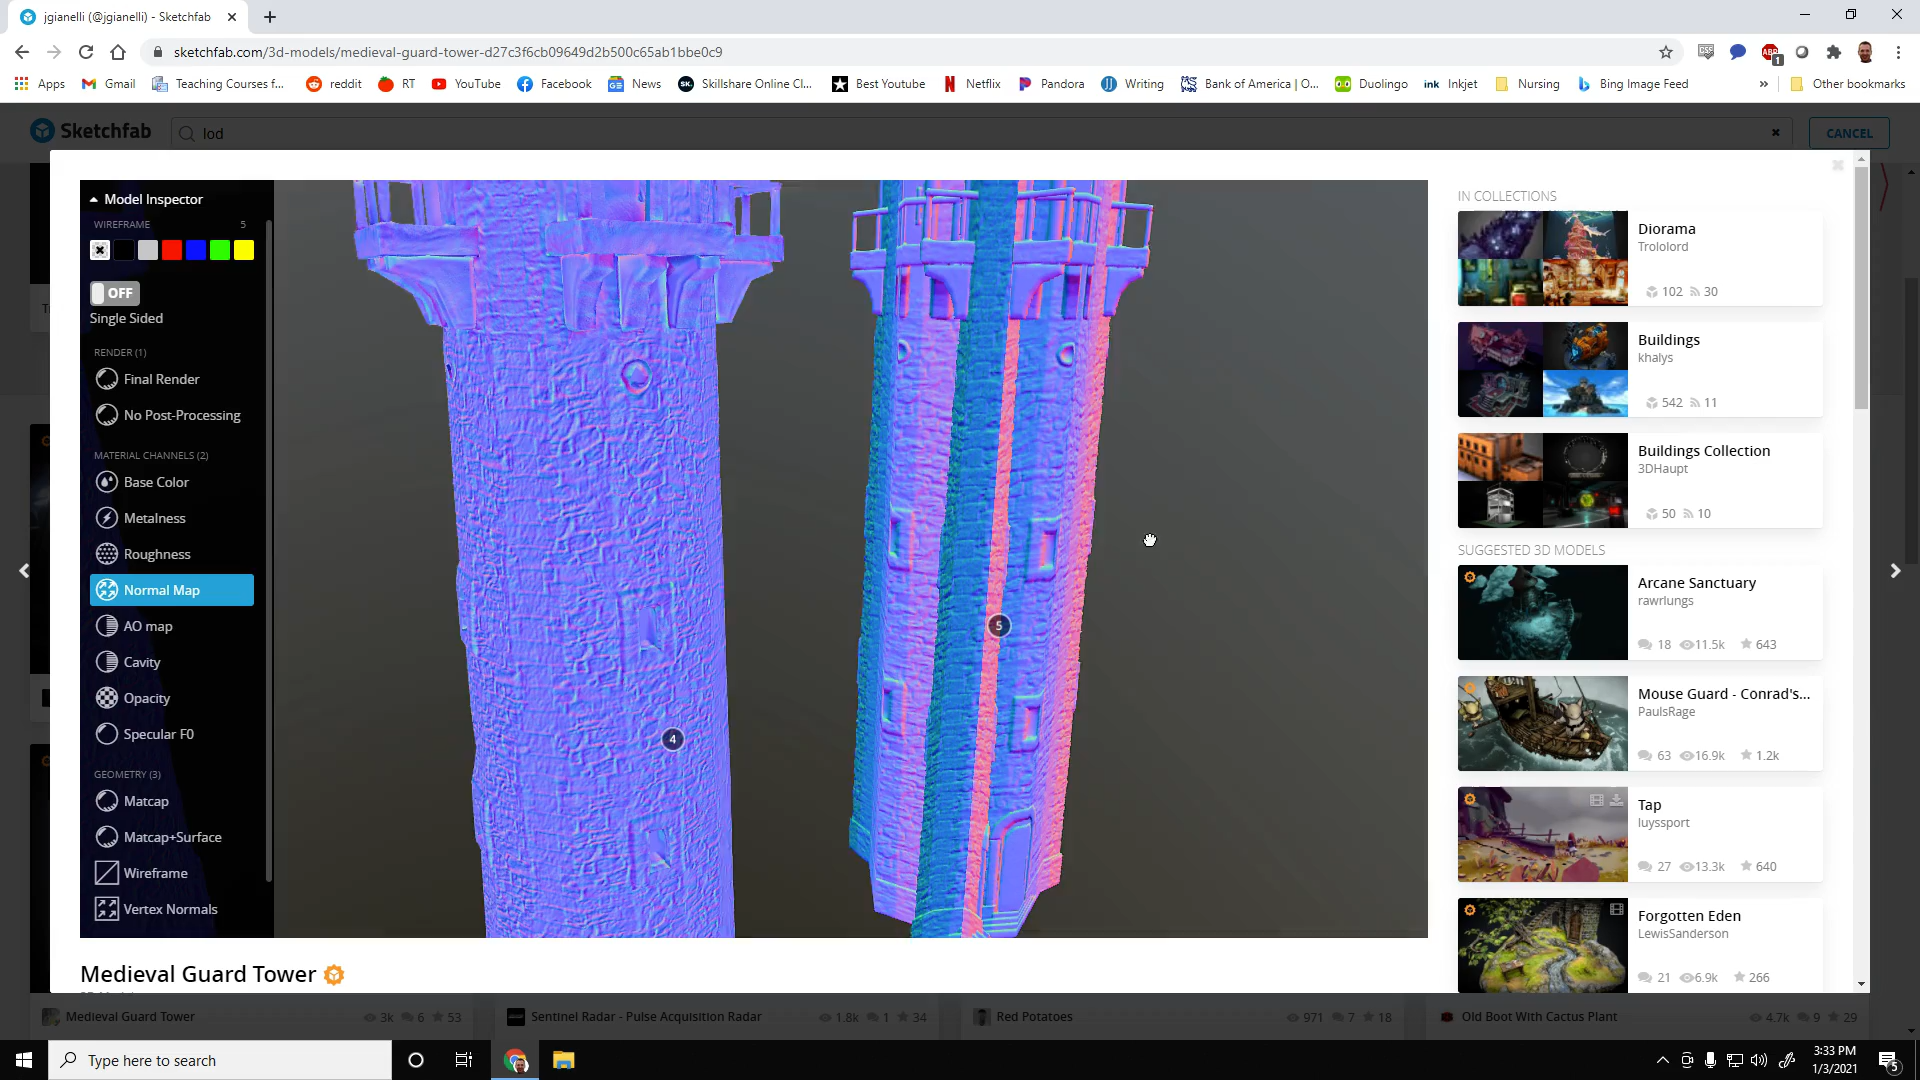 jgianelli (@jgianelli) - Sketchfab
sketchfab.com/3d-models/medieval-guard-tower-d27c3f6cb09649d2b500c65ab1bbe0c9
CSS
ABP
1
Apps
Gmail
Teaching Courses f...
reddit
RT
YouTube
Facebook
News
SK.
Skillshare Online Cl...
Best Youtube
Netflix
Pandora
Writing
Bank of America | O...
Duolingo
ink
Inkjet
Nursing
Bing Image Feed
»
Other bookmarks
Sketchfab
lod
CANCEL
Model Inspector
WIREFRAME 5
OFF
Single Sided
RENDER (1)
Final Render
No Post-Processing
MATERIAL CHANNELS (2)
Base Color
Metalness
Roughness
Normal Map
AO map
Cavity
Opacity
Specular F0
GEOMETRY (3)
Matcap
Matcap+Surface
Wireframe
Vertex Normals
5
4
IN COLLECTIONS
Diorama
Trololord
102 30
Buildings
khalys
542 11
Buildings Collection
3DHaupt
50 10
SUGGESTED 3D MODELS
Arcane Sanctuary
rawrlungs
18 11.5k 643
Mouse Guard - Conrad's...
PaulsRage
63 16.9k 1.2k
Tap
luyssport
27 13.3k 640
Forgotten Eden
LewisSanderson
21 6.9k 266
Medieval Guard Tower
Medieval Guard Tower 3k 6 53
Sentinel Radar - Pulse Acquisition Radar 1.8k 1 34
Red Potatoes 971 7 18
Old Boot With Cactus Plant 4.7k 9 29
Type here to search
3:33 PM
1/3/2021
5